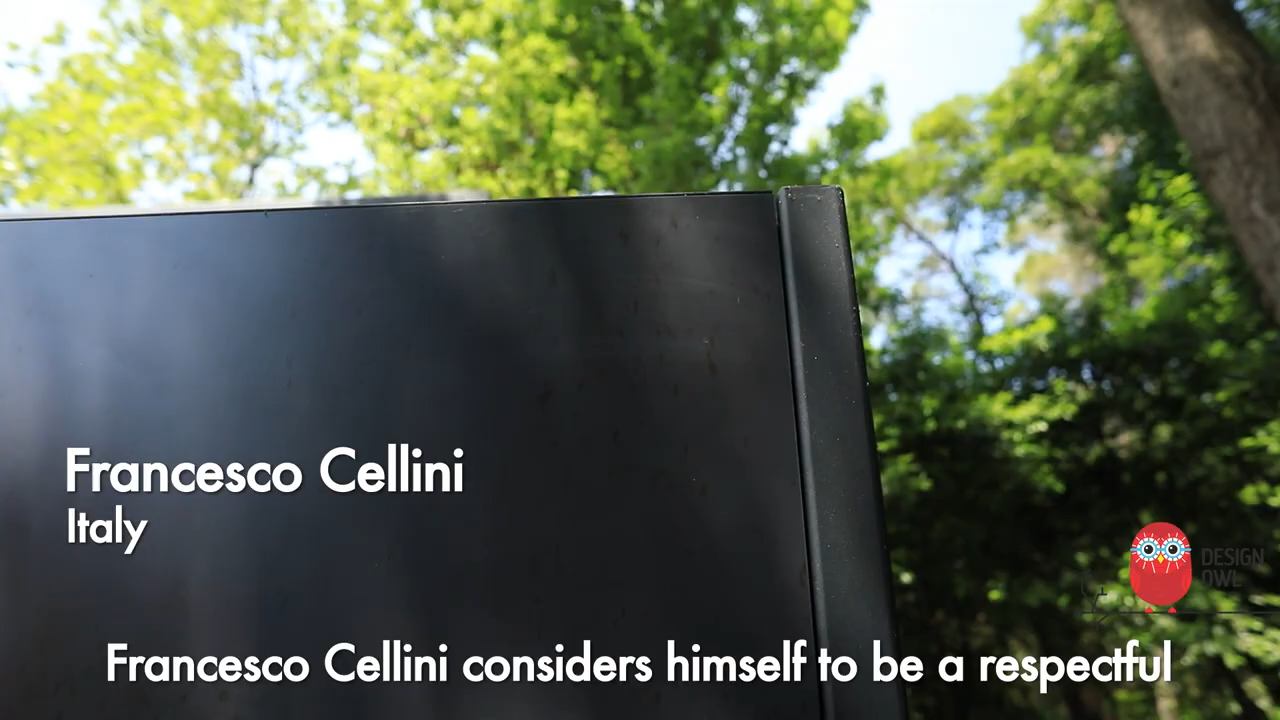 Francesco Cellini
Italy
DESIGN
OWL
Francesco Cellini considers himself to be a respectful